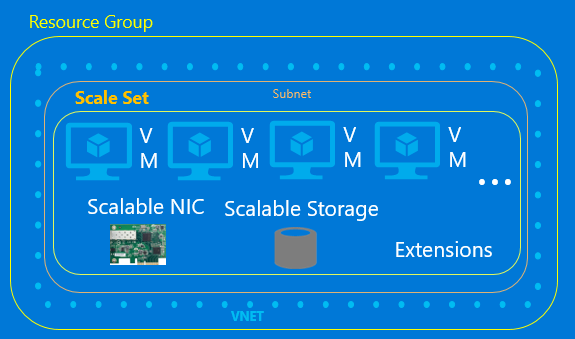 Resource Group
Subnet
Scale Set
V
M
V
M
V
M
V
M
...
Scalable NIC
Scalable Storage
Extensions
VNET